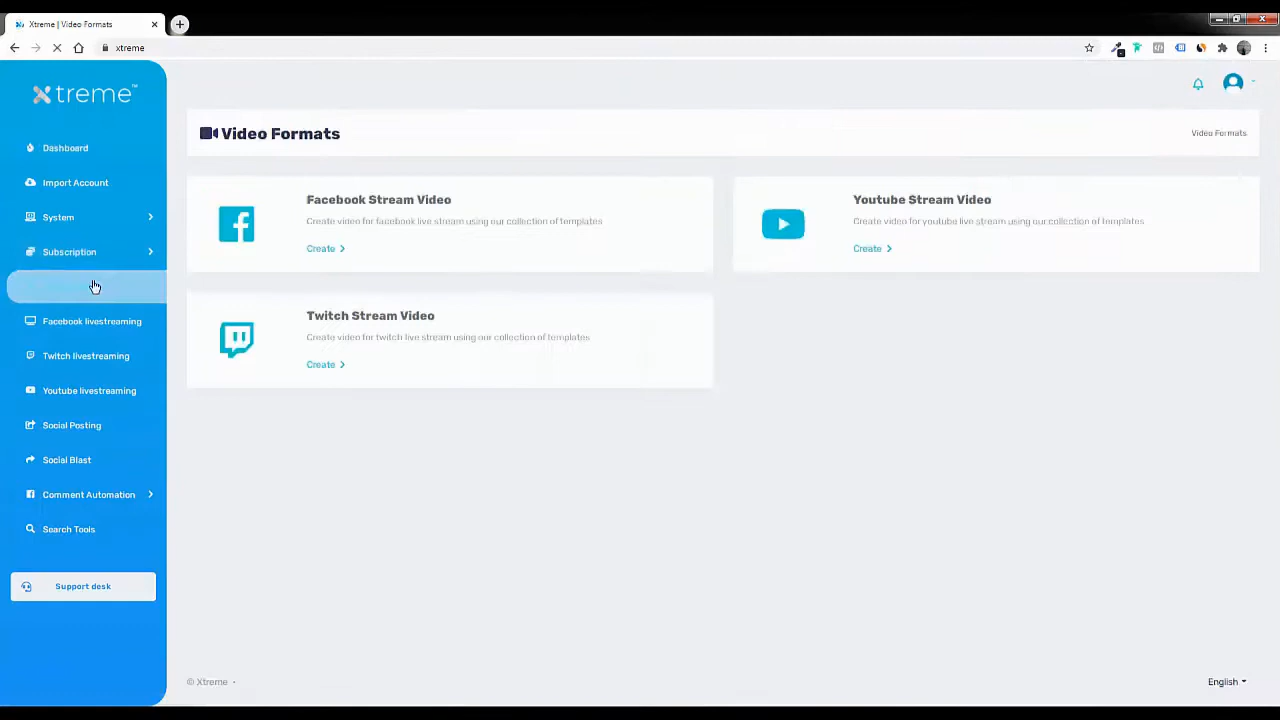 Xtreme | Video Formats
xtreme
xtreme™
Dashboard
Import Account
System
Subscription
Facebook livestreaming
Twitch livestreaming
Youtube livestreaming
Social Posting
Social Blast
Comment Automation
Search Tools
Support desk
Video Formats
Video Formats
Facebook Stream Video
Create video for facebook live stream using our collection of templates
Create
Youtube Stream Video
Create video for youtube live stream using our collection of templates
Create
Twitch Stream Video
Create video for twitch live stream using our collection of templates
Create
© Xtreme -
English